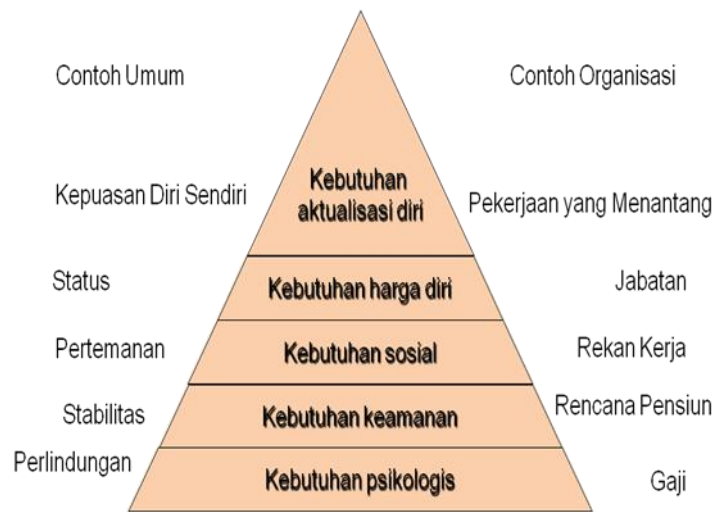 Contoh Umum
Contoh Organisasi
Kepuasan Diri Sendiri
Kebutuhan
aktualisasi diri
Pekerjaan yang Menantang
Status
Kebutuhan harga diri
Jabatan
Pertemanan
Kebutuhan sosial
Rekan Kerja
Stabilitas
Kebutuhan keamanan
Rencana Pensiun
Perlindungan
Kebutuhan psikologis
Gaji